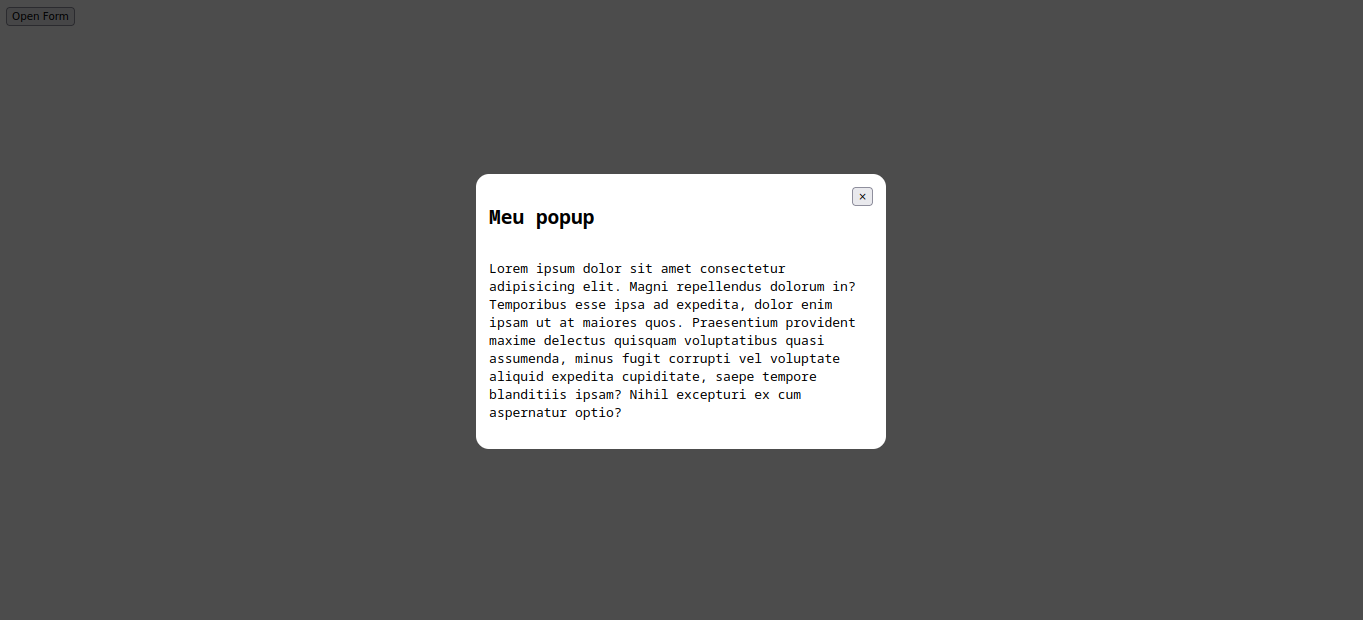 Open Form
×
Meu popup
Lorem ipsum dolor sit amet consectetur
adipisicing elit. Magni repellendus dolorum in?
Temporibus esse ipsa ad expedita, dolor enim
ipsam ut at maiores quos. Praesentium provident
maxime delectus quisquam voluptatibus quasi
assumenda, minus fugit corrupti vel voluptate
aliquid expedita cupiditate, saepe tempore
blanditiis ipsam? Nihil excepturi ex cum
aspernatur optio?